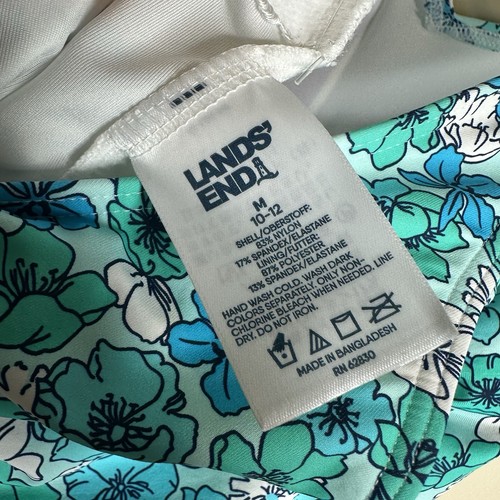 LANDS'
END
M
10-12
SHELL/OBERSTOFF:
83% NYLON
17% SPANDEX/ELASTANE
LINING/FUTTER:
87% POLYESTER
13% SPANDEX/ELASTANE
HAND WASH COLD. WASH DARK
COLORS SEPARATELY. ONLY NON-
CHLORINE BLEACH WHEN NEEDED. LINE
DRY. DO NOT IRON.
MADE IN BANGLADESH
RN 62830